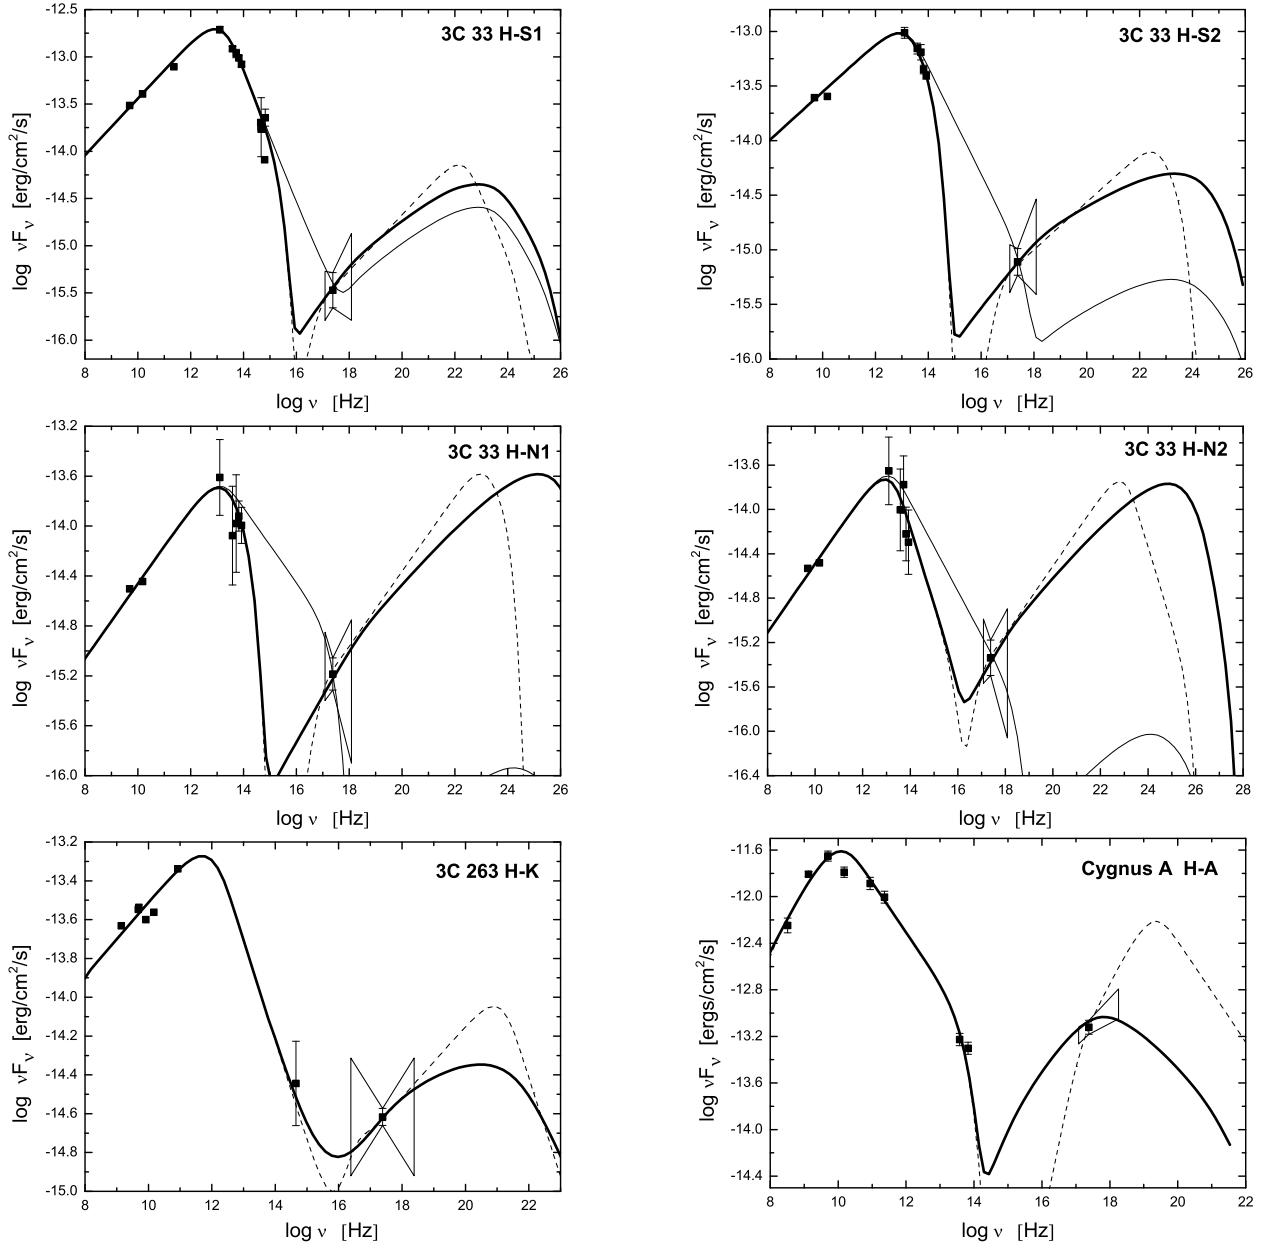 3C 33 H-S1
log νFν [erg/cm²/s]
-12.5
-13.0
-13.5
-14.0
-14.5
-15.0
-15.5
-16.0
8 10 12 14 16 18 20 22 24 26
log ν [Hz]
3C 33 H-S2
log νFν [erg/cm²/s]
-13.0
-13.5
-14.0
-14.5
-15.0
-15.5
-16.0
8 10 12 14 16 18 20 22 24 26
log ν [Hz]
3C 33 H-N1
log νFν [erg/cm²/s]
-13.2
-13.6
-14.0
-14.4
-14.8
-15.2
-15.6
-16.0
8 10 12 14 16 18 20 22 24 26
log ν [Hz]
3C 33 H-N2
log νFν [erg/cm²/s]
-13.6
-14.0
-14.4
-14.8
-15.2
-15.6
-16.0
-16.4
8 10 12 14 16 18 20 22 24 26 28
log ν [Hz]
3C 263 H-K
log νFν [erg/cm²/s]
-13.2
-13.4
-13.6
-13.8
-14.0
-14.2
-14.4
-14.6
-14.8
-15.0
8 10 12 14 16 18 20 22
log ν [Hz]
Cygnus A H-A
log νFν [ergs/cm²/s]
-11.6
-12.0
-12.4
-12.8
-13.2
-13.6
-14.0
-14.4
8 10 12 14 16 18 20 22
log ν [Hz]